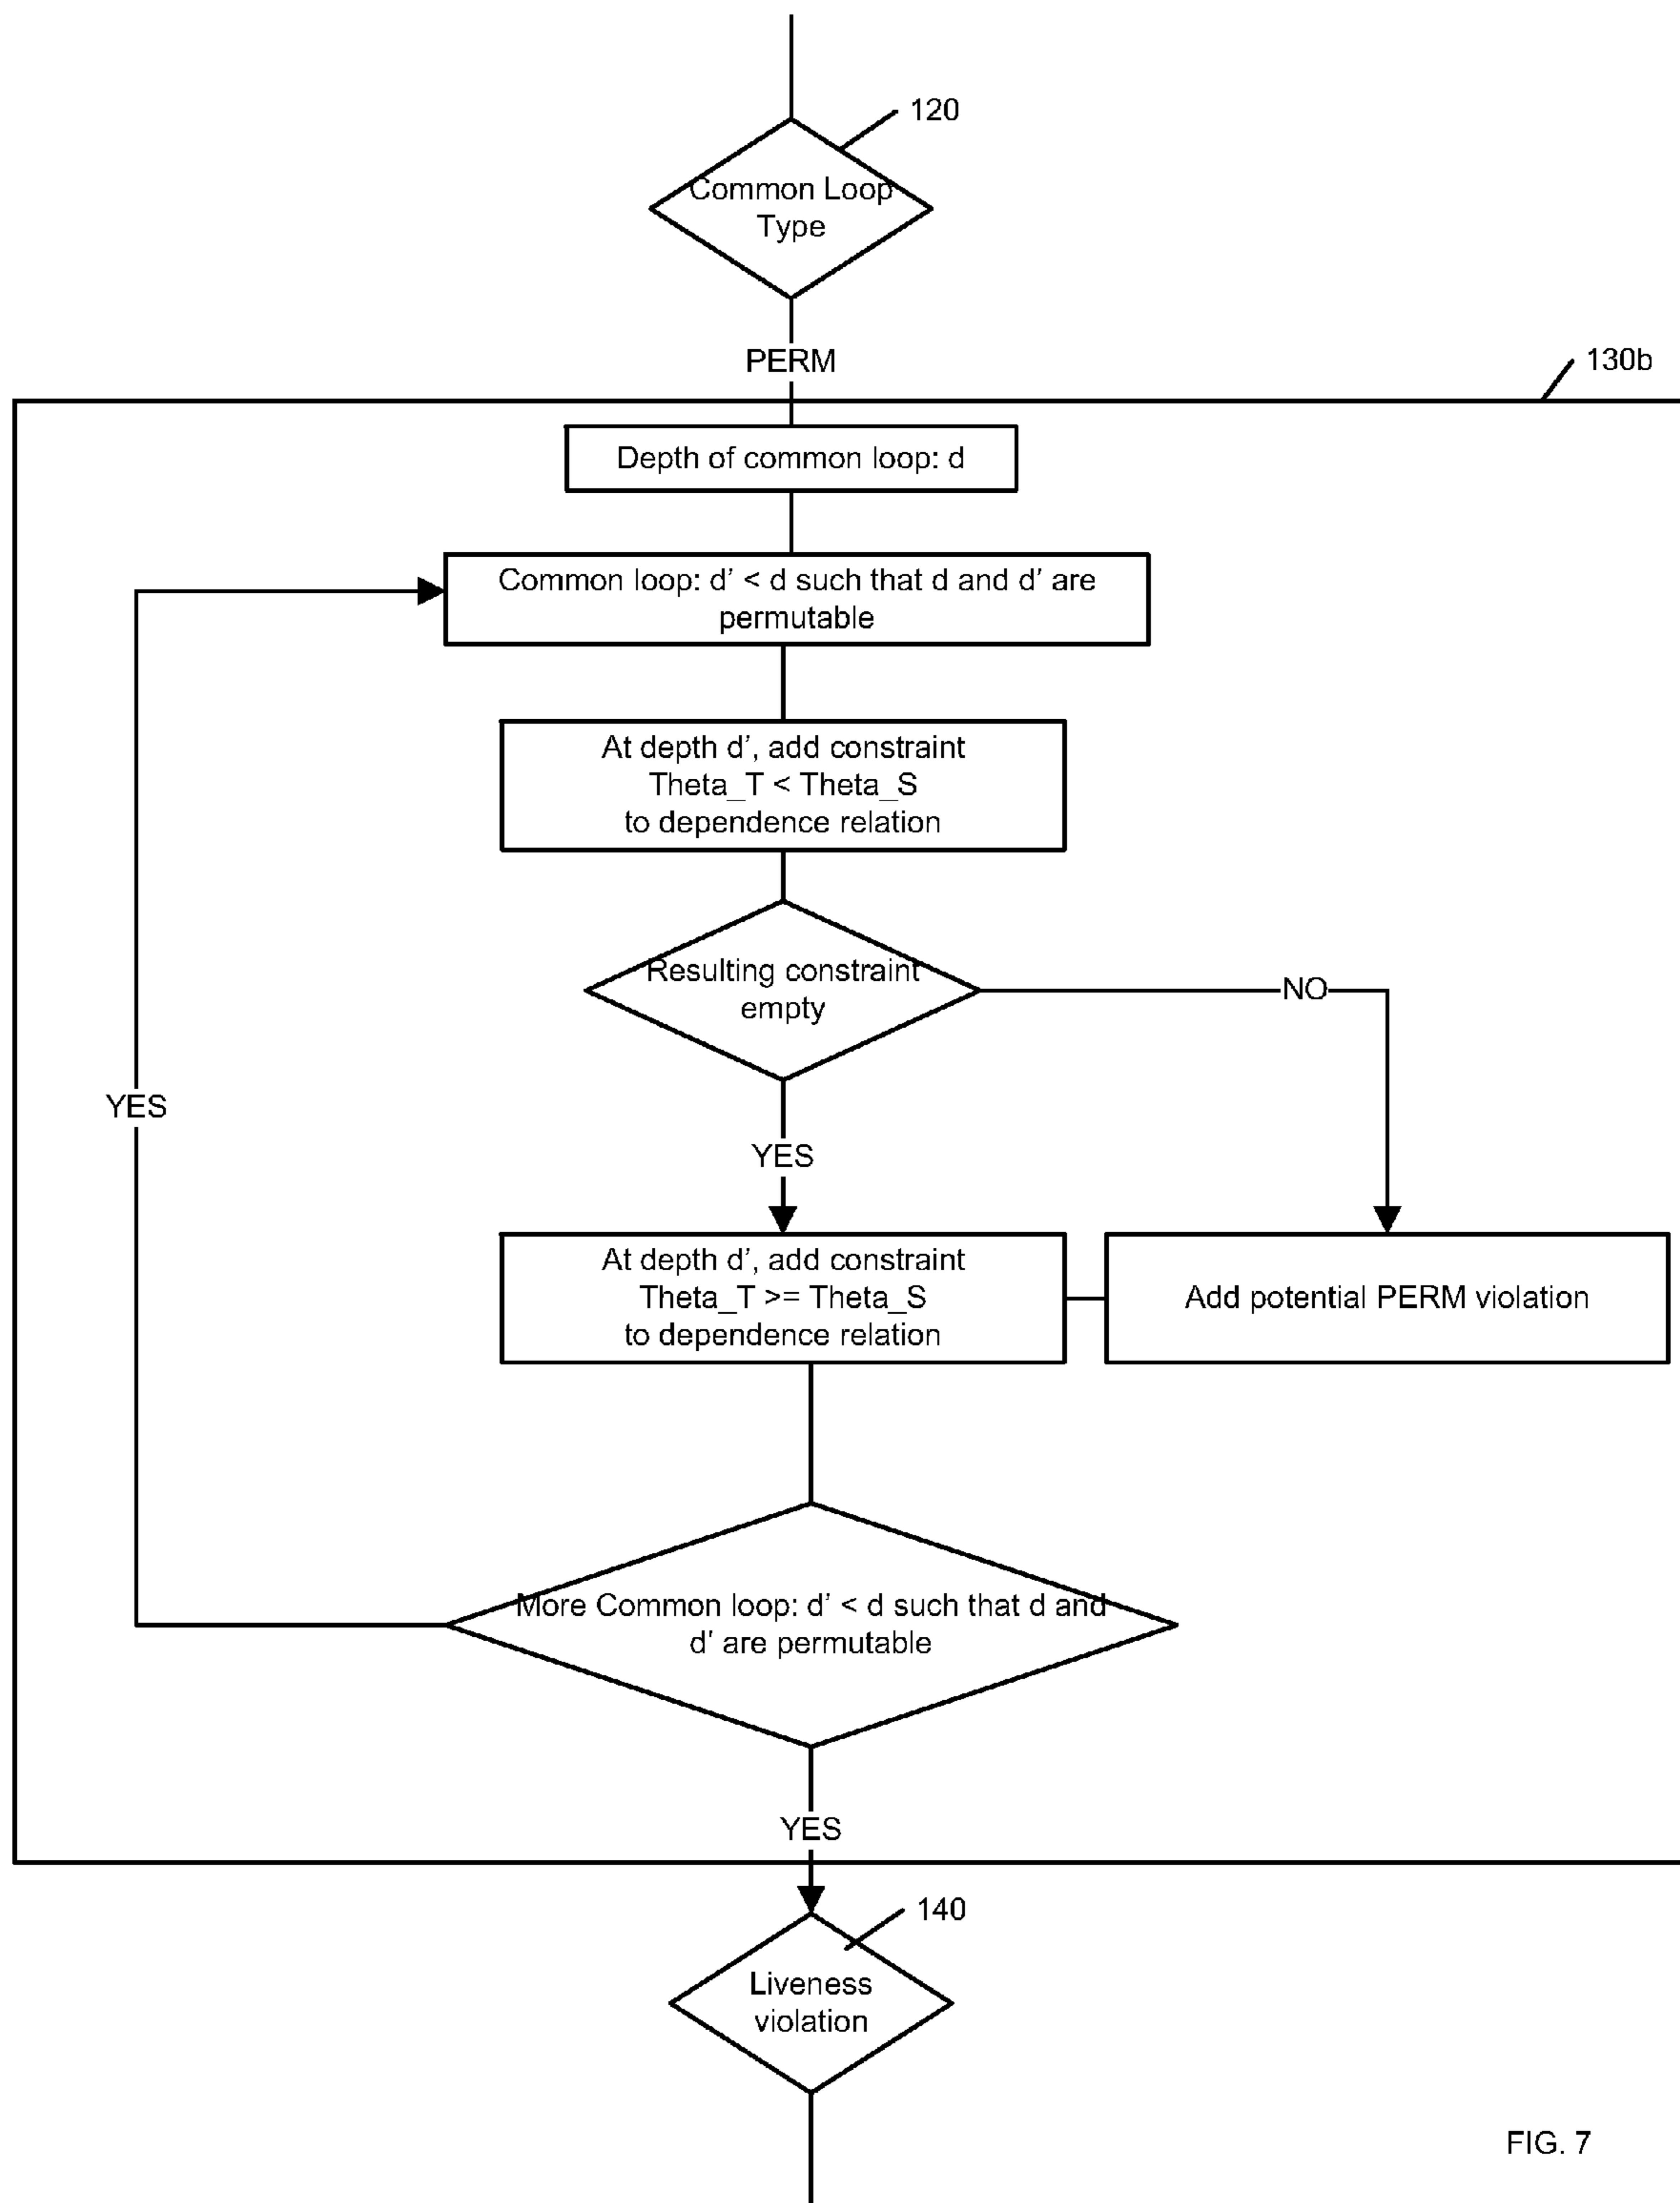 120
Common Loop
Type
PERM
130b
Depth of common loop: d
Common loop: d' < d such that d and d' are
permutable
At depth d', add constraint
Theta_T < Theta_S
to dependence relation
Resulting constraint
empty
NO
YES
YES
At depth d', add constraint
Theta_T >= Theta_S
to dependence relation
Add potential PERM violation
More Common loop: d' < d such that d and
d' are permutable
YES
140
Liveness
violation
FIG. 7